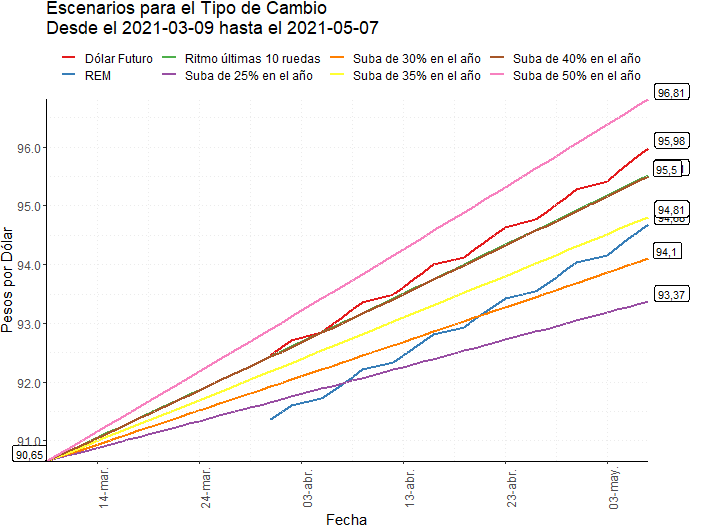 Escenarios para el Tipo de Cambio
Desde el 2021-03-09 hasta el 2021-05-07
Dólar Futuro
Ritmo últimas 10 ruedas
Suba de 30% en el año
Suba de 40% en el año
REM
Suba de 25% en el año
Suba de 35% en el año
Suba de 50% en el año
96,81
95,98
95,5
94,81
94,1
93,37
90,65
96.0
95.0
94.0
93.0
92.0
91.0
Pesos por Dólar
14-mar.
24-mar.
03-abr.
13-abr.
23-abr.
03-may.
Fecha